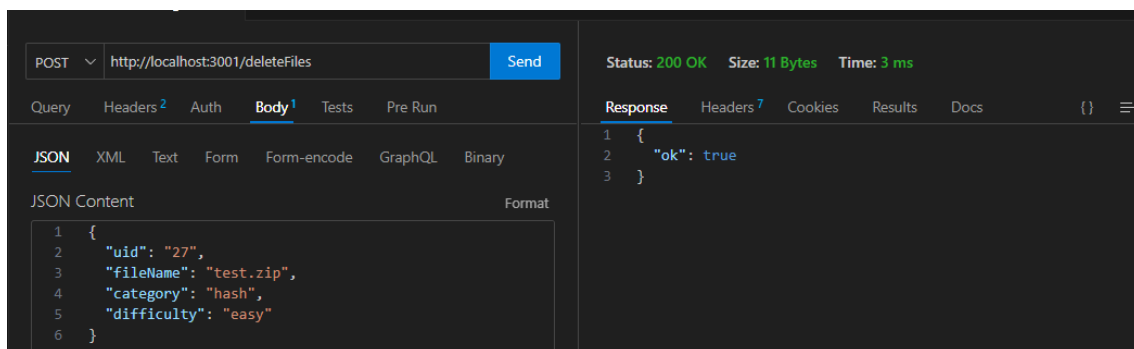 POST http://localhost:3001/deleteFiles Send
Query Headers 2 Auth Body 1 Tests Pre Run
JSON XML Text Form Form-encode GraphQL Binary
JSON Content Format
1 {
2 "uid": "27",
3 "fileName": "test.zip",
4 "category": "hash",
5 "difficulty": "easy"
6 }
Status: 200 OK Size: 11 Bytes Time: 3 ms
Response Headers 7 Cookies Results Docs {}
1 {
2 "ok": true
3 }